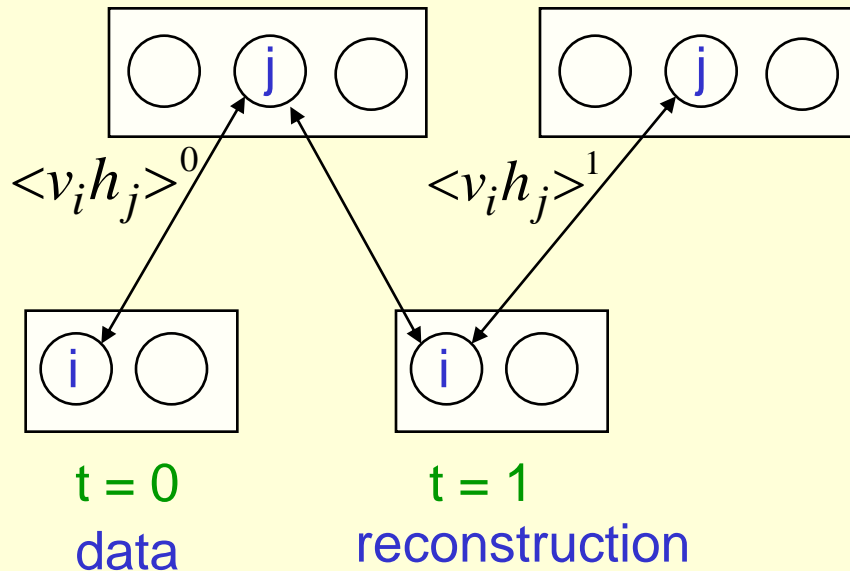 j j
<v_i h_j>^0 <v_i h_j>^1
i i
t = 0 t = 1
data reconstruction